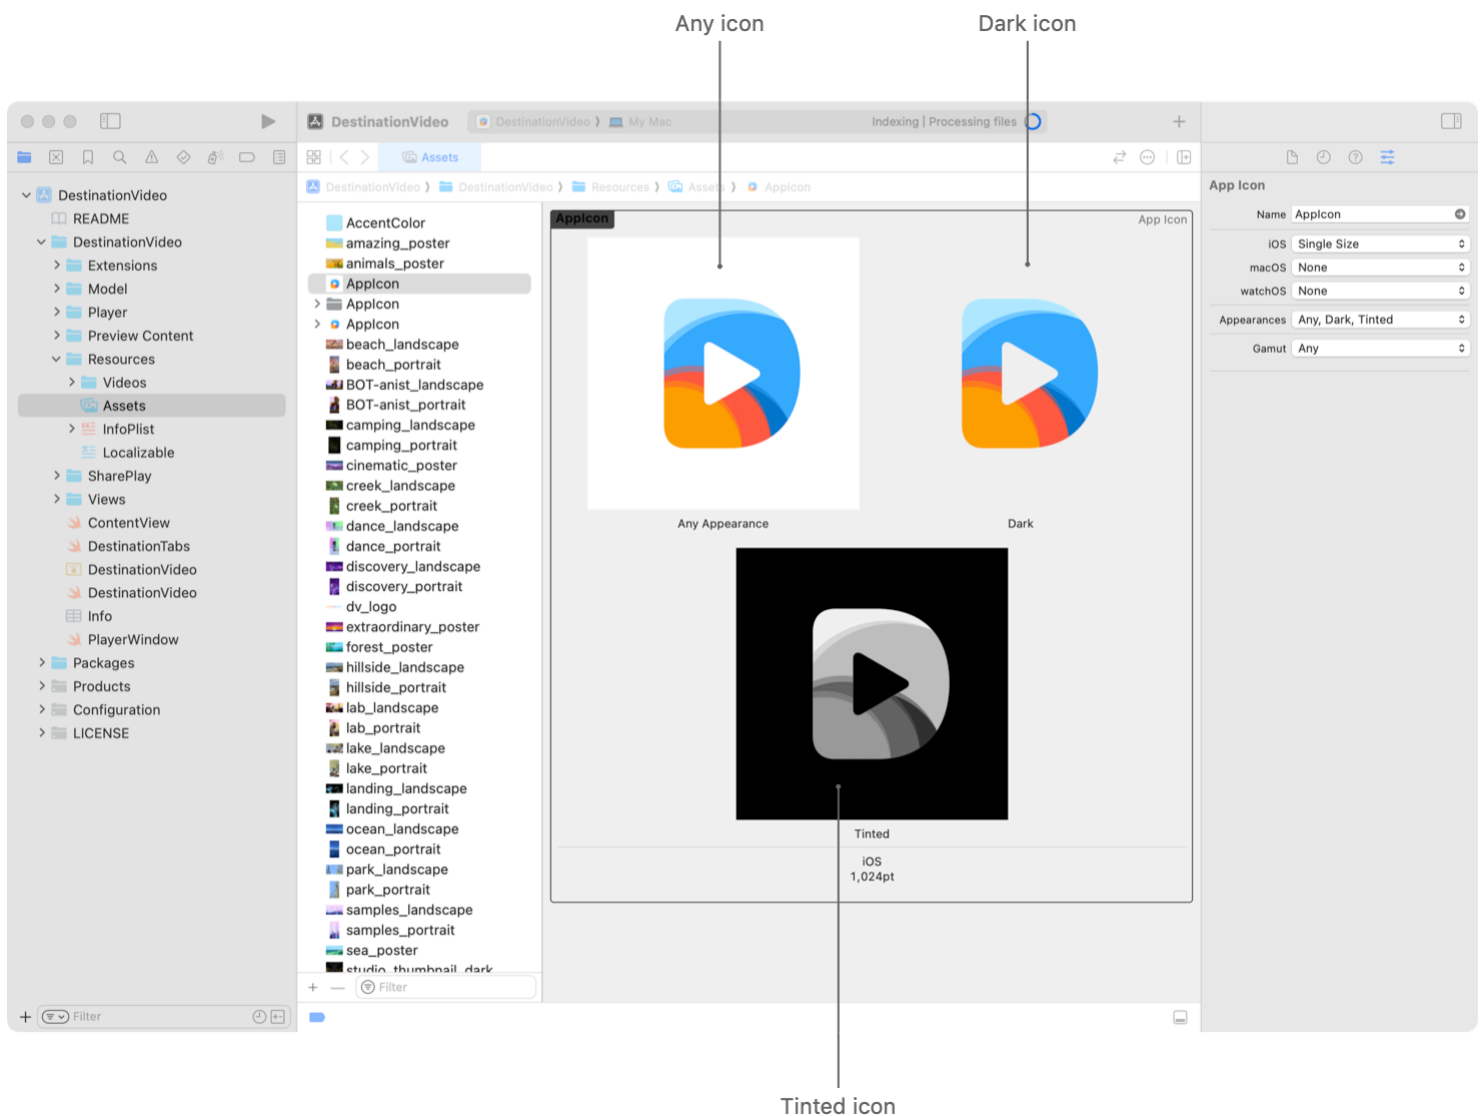 Any icon
Dark icon
DestinationVideo
DestinationVideo
My Mac
Indexing | Processing files
Assets
DestinationVideo
DestinationVideo
Resources
Assets
AppIcon
DestinationVideo
README
DestinationVideo
Extensions
Model
Player
Preview Content
Resources
Videos
Assets
InfoPlist
Localizable
SharePlay
Views
ContentView
DestinationTabs
DestinationVideo
DestinationVideo
Info
PlayerWindow
Packages
Products
Configuration
LICENSE
Filter
AccentColor
amazing_poster
animals_poster
AppIcon
AppIcon
AppIcon
beach_landscape
beach_portrait
BOT-anist_landscape
BOT-anist_portrait
camping_landscape
camping_portrait
cinematic_poster
creek_landscape
creek_portrait
dance_landscape
dance_portrait
discovery_landscape
discovery_portrait
dv_logo
extraordinary_poster
forest_poster
hillside_landscape
hillside_portrait
lab_landscape
lab_portrait
lake_landscape
lake_portrait
landing_landscape
landing_portrait
ocean_landscape
ocean_portrait
park_landscape
park_portrait
samples_landscape
samples_portrait
sea_poster
studio_thumbnail_dark
Filter
AppIcon
App Icon
Any Appearance
Dark
Tinted
iOS
1,024pt
App Icon
Name AppIcon
iOS Single Size
macOS None
watchOS None
Appearances Any, Dark, Tinted
Gamut Any
Tinted icon